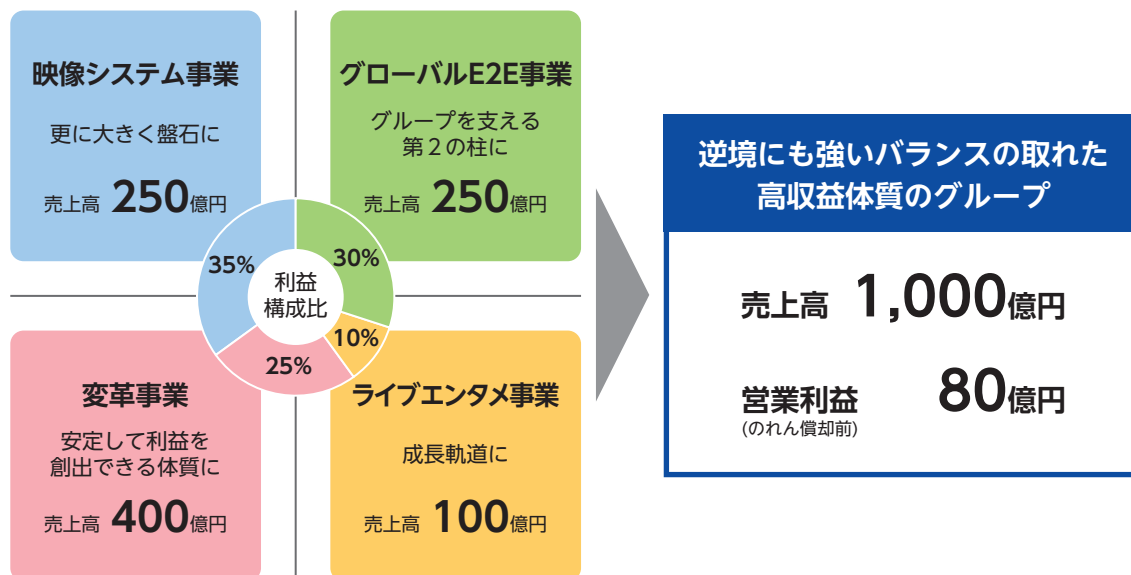 映像システム事業
更に大きく盤石に
売上高 250億円
グローバルE2E事業
グループを支える
第２の柱に
売上高 250億円
35%
30%
利益
構成比
10%
25%
変革事業
安定して利益を
創出できる体質に
売上高 400億円
ライブエンタメ事業
成長軌道に
売上高 100億円
逆境にも強いバランスの取れた
高収益体質のグループ
売上高 1,000億円
営業利益 80億円
(のれん償却前)